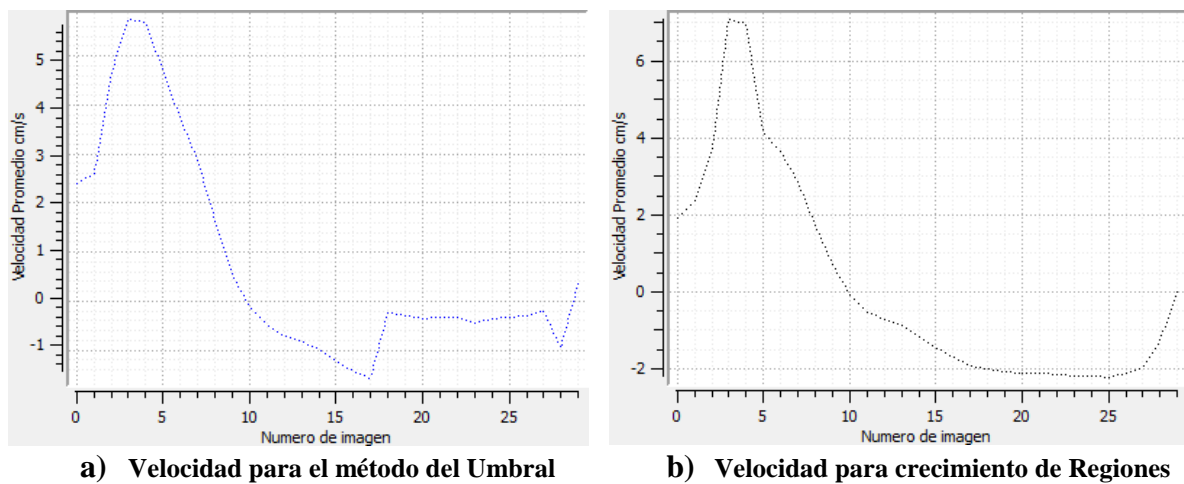 Velocidad Promedio cm/s
5
4
3
2
1
0
-1
0 5 10 15 20 25
Numero de imagen
a) Velocidad para el método del Umbral
Velocidad Promedio cm/s
6
4
2
0
-2
0 5 10 15 20 25
Numero de imagen
b) Velocidad para crecimiento de Regiones